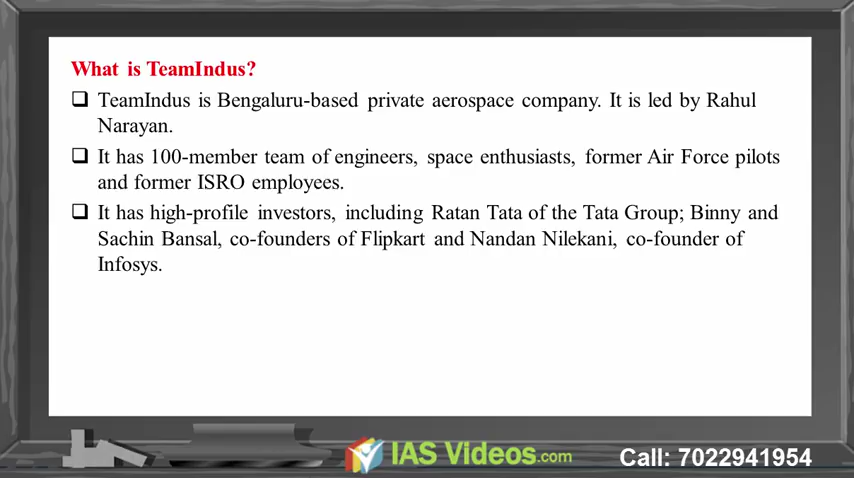 What is TeamIndus?
❑ TeamIndus is Bengaluru-based private aerospace company. It is led by Rahul
Narayan.
❑ It has 100-member team of engineers, space enthusiasts, former Air Force pilots
and former ISRO employees.
❑ It has high-profile investors, including Ratan Tata of the Tata Group; Binny and
Sachin Bansal, co-founders of Flipkart and Nandan Nilekani, co-founder of
Infosys.
IAS Videos.com
Call: 7022941954